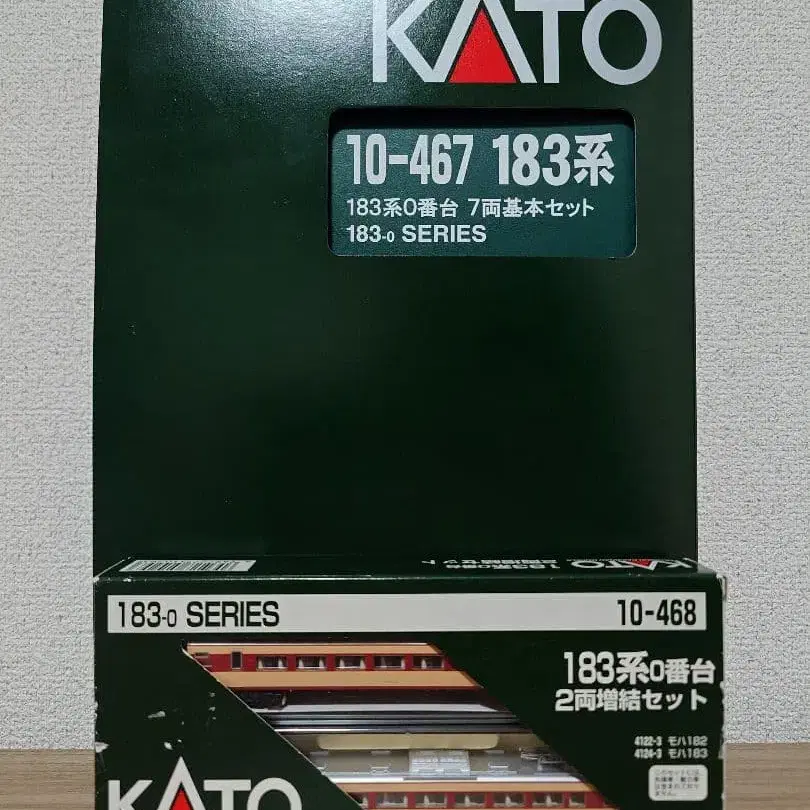 KATO
10-467 183系
183系0番台 7両基本セット
183-0 SERIES
183-0 SERIES
10-468
183系0番台
2両増結セット
4122-3 モハ182
4124-3 モハ183
KATO